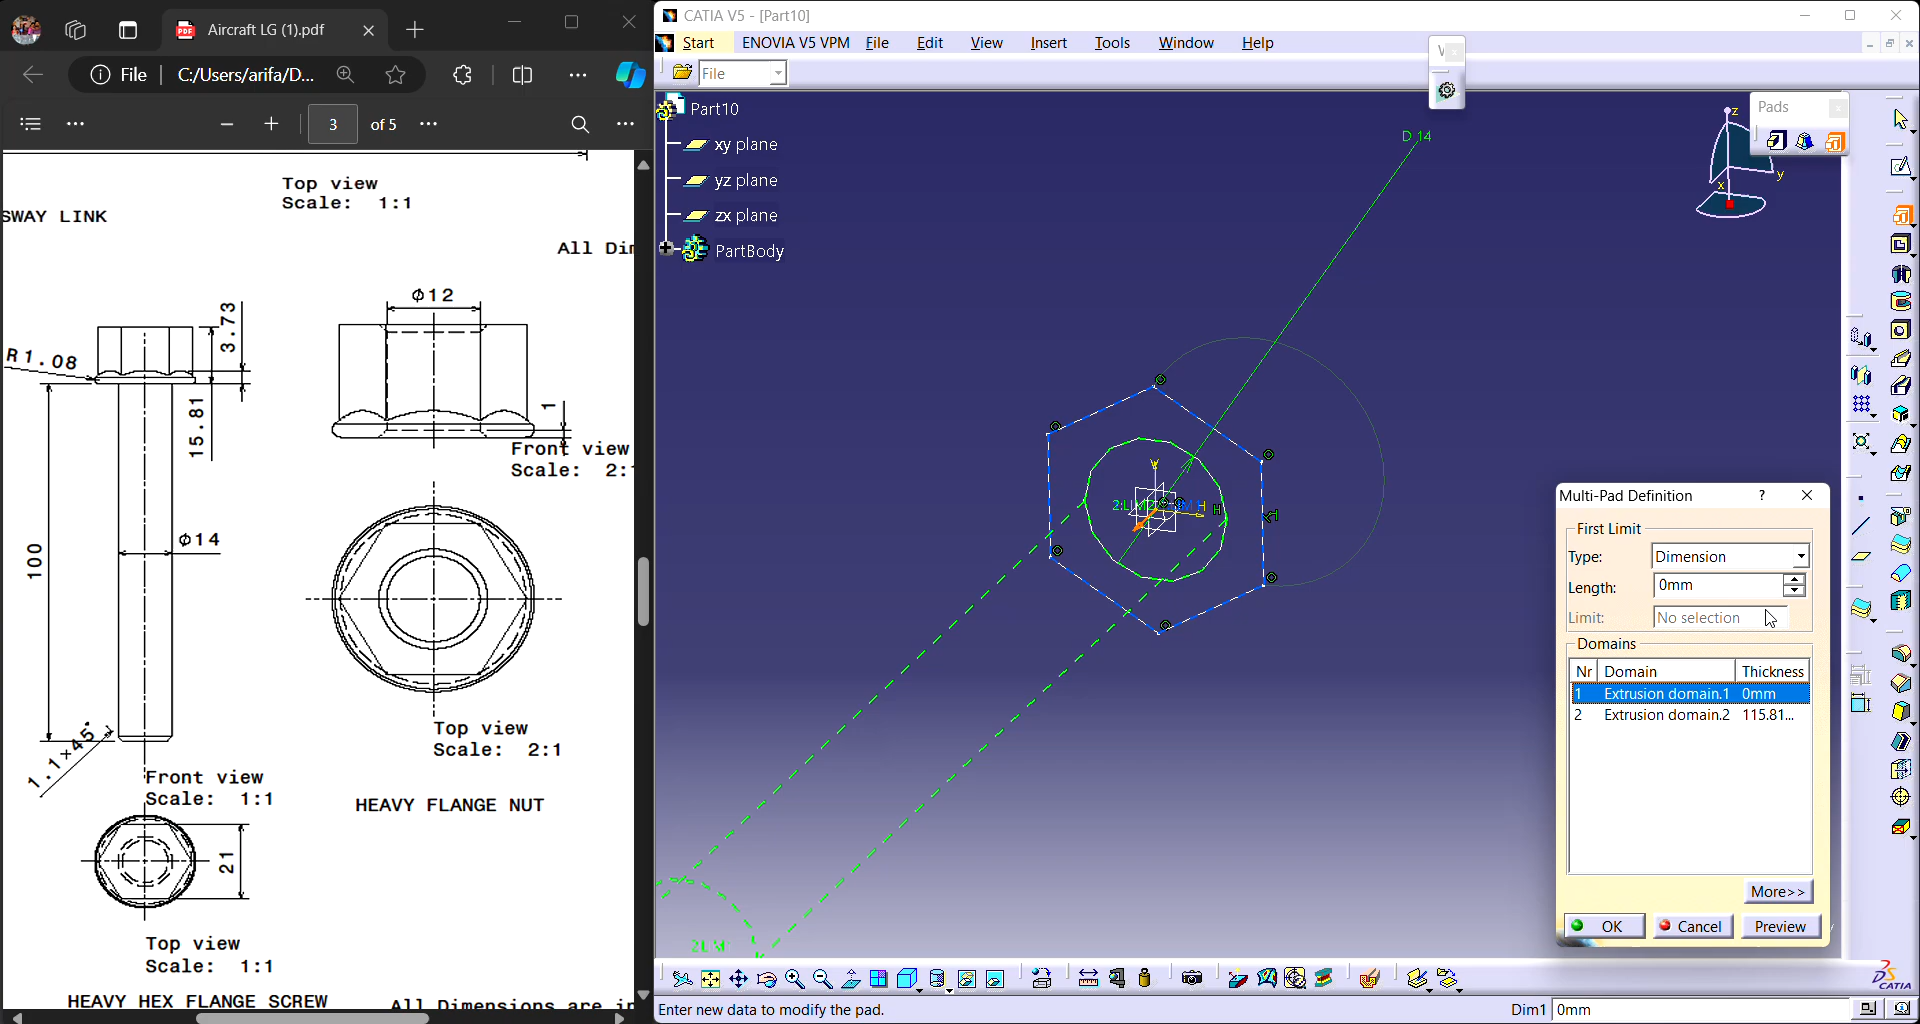 Aircraft LG (1).pdf
File
C:/Users/arifa/D...
3
of 5
Top view
Scale: 1:1
SWAY LINK
All Dim
ϕ12
3.73
R1.08
15.81
1
Front view
Scale: 2:1
100
ϕ14
1.1×45°
Top view
Scale: 2:1
Front view
Scale: 1:1
HEAVY FLANGE NUT
21
Top view
Scale: 1:1
HEAVY HEX FLANGE SCREW
All Dimensions are in
CATIA V5 - [Part10]
Start
ENOVIA V5 VPM
File
Edit
View
Insert
Tools
Window
Help
File
Part10
xy plane
yz plane
zx plane
PartBody
D 14
Pads
z
y
x
V
H
H
Multi-Pad Definition
?
First Limit
Type:
Dimension
Length:
0mm
Limit:
No selection
Domains
Nr
Domain
Thickness
1
Extrusion domain.1
0mm
2
Extrusion domain.2
115.81...
More>>
OK
Cancel
Preview
CATIA
Enter new data to modify the pad.
Dim1
0mm